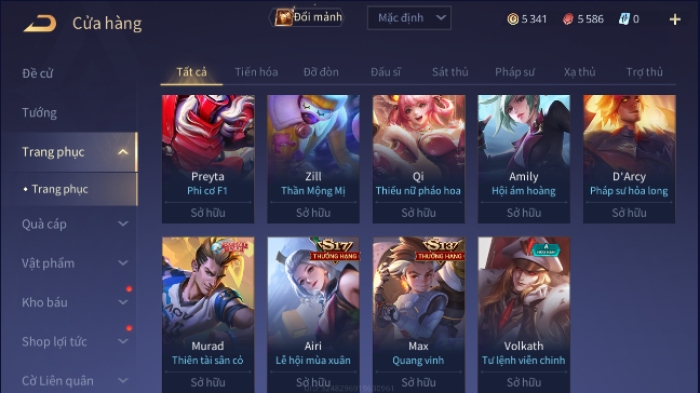 Cửa hàng
Đổi mảnh
Mặc định
5 341
5 586
0
Đề cử
Tướng
Trang phục
Trang phục
Quà cáp
Vật phẩm
Kho báu
Shop lợi tức
Cờ Liên quân
Tất cả Tiến hóa Đỡ đòn Đấu sĩ Sát thủ Pháp sư Xạ thủ Trợ thủ
Preyta
Phi cơ F1
Sở hữu
Zill
Thần Mộng Mị
Sở hữu
Qi
Thiếu nữ pháo hoa
Sở hữu
Amily
Hội ám hoàng
Sở hữu
D'Arcy
Pháp sư hỏa long
Sở hữu
Murad
Thiên tài sân cỏ
Sở hữu
S17
THƯỞNG HẠNG
Airi
Lễ hội mùa xuân
Sở hữu
S13
THƯỞNG HẠNG
Max
Quang vinh
Sở hữu
A
Volkath
Tư lệnh viễn chinh
Sở hữu